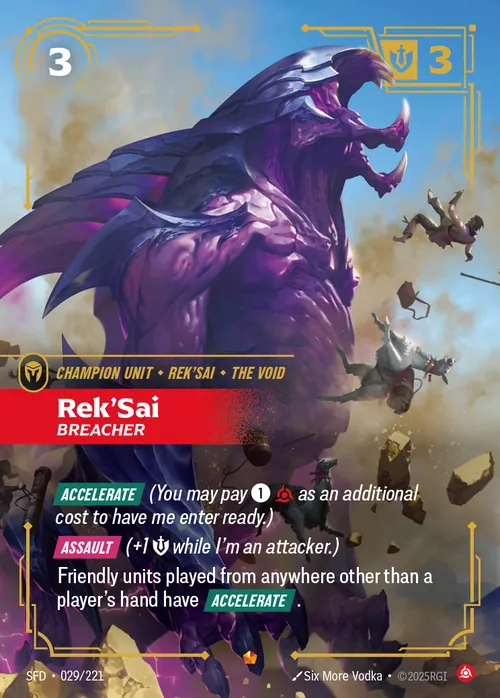 3
3
CHAMPION UNIT • REK'SAI • THE VOID
Rek'Sai
BREACHER
ACCELERATE (You may pay 1 as an additional
cost to have me enter ready.)
ASSAULT (+1 while I'm an attacker.)
Friendly units played from anywhere other than a
player's hand have ACCELERATE.
SFD • 029/221
Six More Vodka • ©2025RGI